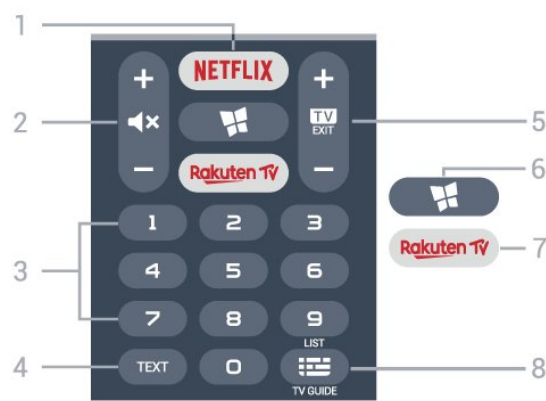 1
NETFLIX
+ +
2
TV
EXIT
5
6
- -
Rakuten TV
1 2 3
Rakuten TV
7
3
4 5 6
7 8 9
LIST
4
TEXT
0
8
TV GUIDE